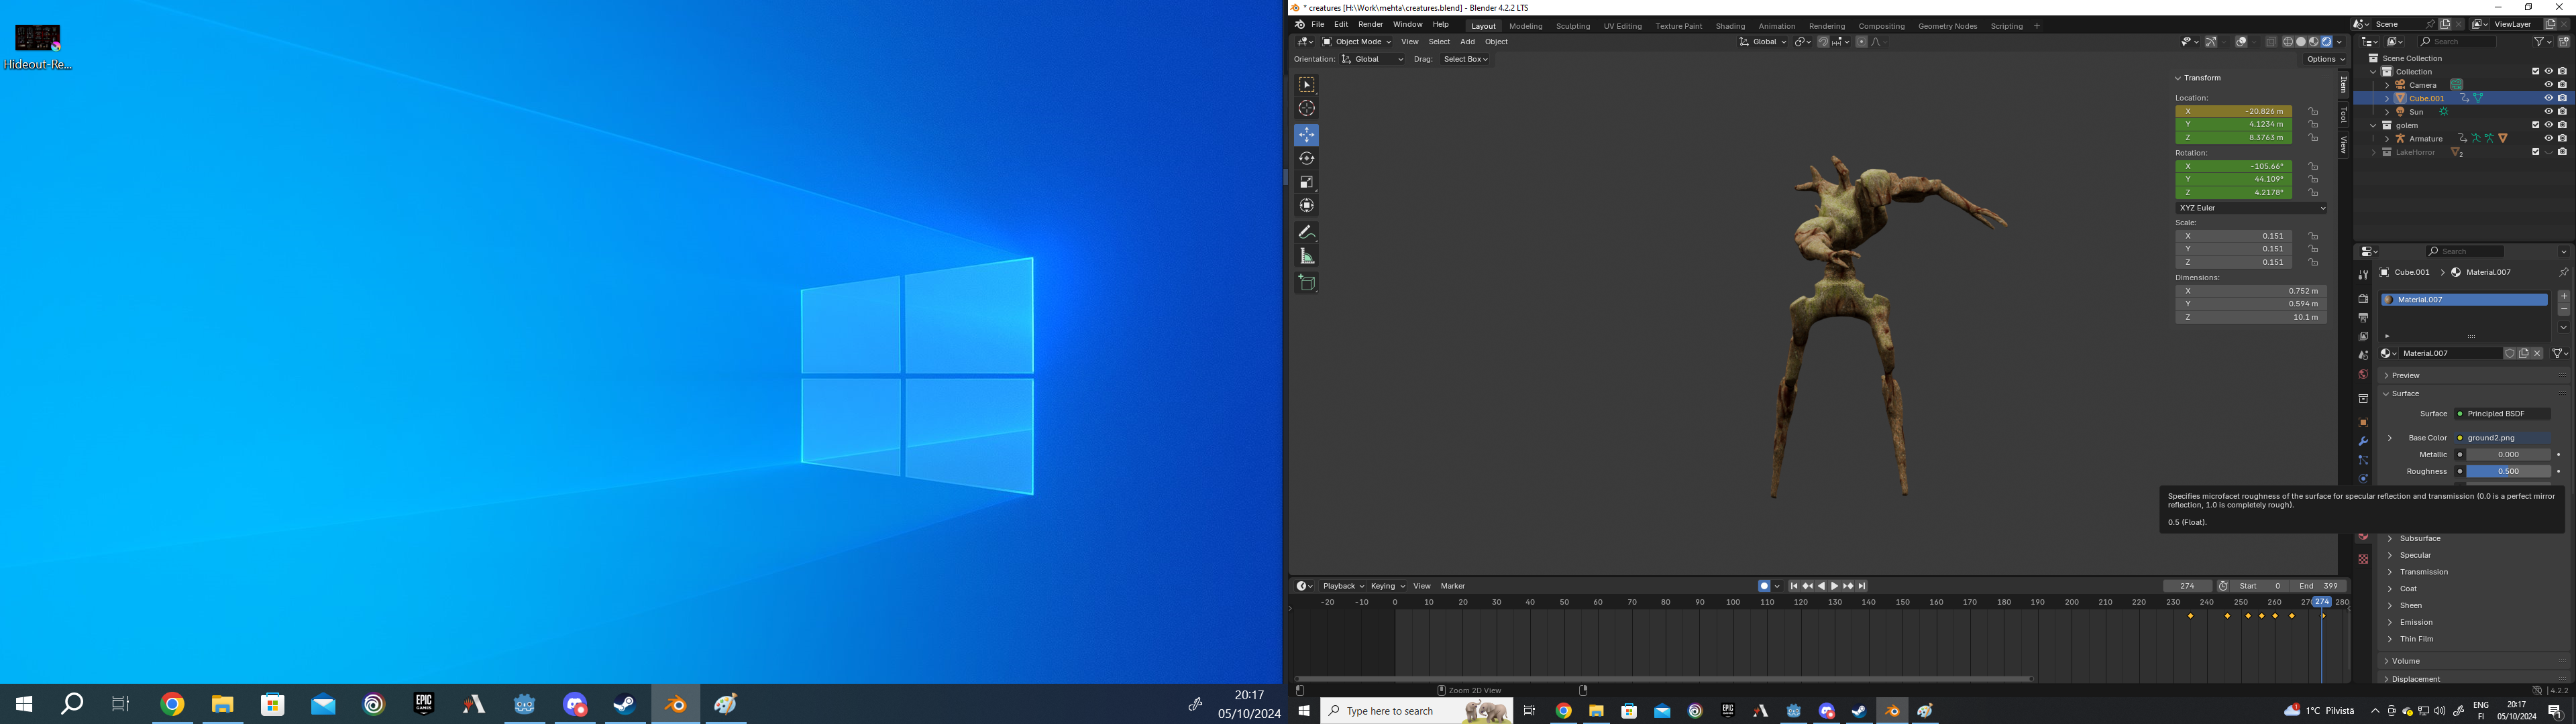 Hideout-Re...
20:17
05/10/2024
* creatures [H:\Work\mehta\creatures.blend] - Blender 4.2.2 LTS
File Edit Render Window Help Layout Modeling Sculpting UV Editing Texture Paint Shading Animation Rendering Compositing Geometry Nodes Scripting + Scene ViewLayer
Object Mode View Select Add Object Global Search
Orientation: Global Drag: Select Box Options
Scene Collection
Collection
Camera
Cube.001
Sun
golem
Armature
LakeHorror 2
Item
Tool
View
Transform
Location:
X -20.826 m
Y 4.1234 m
Z 8.3763 m
Rotation:
X -105.66°
Y 44.109°
Z 4.2178°
XYZ Euler
Scale:
X 0.151
Y 0.151
Z 0.151
Dimensions:
X 0.752 m
Y 0.594 m
Z 10.1 m
Search
Cube.001 > Material.007
Material.007
Material.007
Preview
Surface
Surface Principled BSDF
Base Color ground2.png
Metallic 0.000
Roughness 0.500
Specifies microfacet roughness of the surface for specular reflection and transmission (0.0 is a perfect mirror
reflection, 1.0 is completely rough).
0.5 (Float).
Subsurface
Specular
Transmission
Coat
Sheen
Emission
Thin Film
Volume
Displacement
Playback Keying View Marker 274 Start 0 End 399
-20 -10 0 10 20 30 40 50 60 70 80 90 100 110 120 130 140 150 160 170 180 190 200 210 220 230 240 250 260 274 280
Zoom 2D View 4.2.2
EPIC
GAMES
Type here to search
1°C Pilvistä
ENG
FI
20:17
05/10/2024